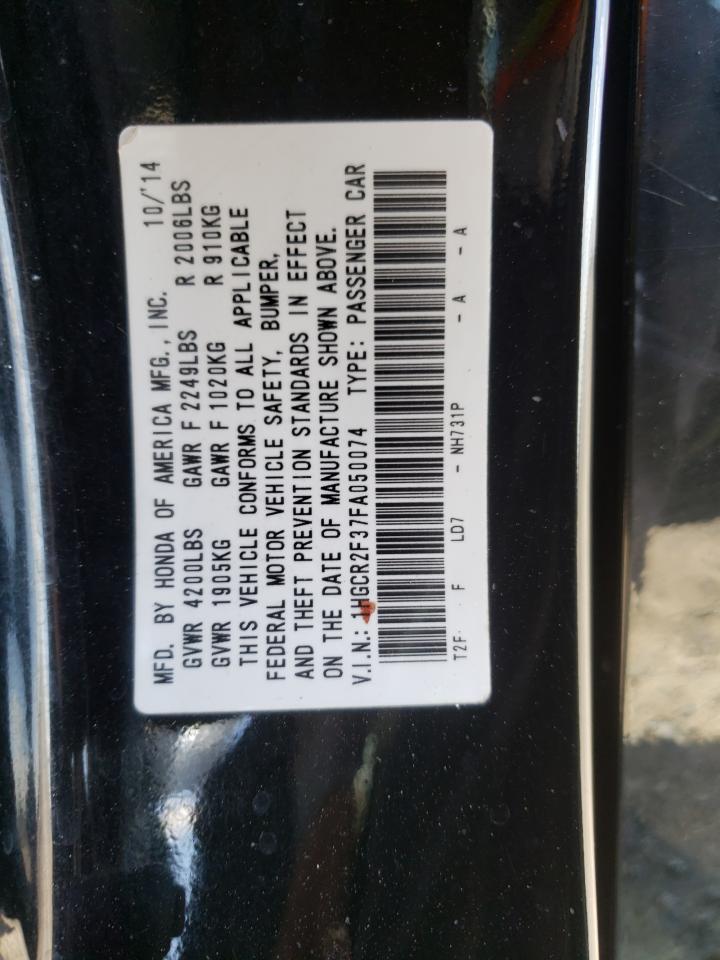 MFD. BY HONDA OF AMERICA MFG., INC. 10/'14
GVWR 4200LBS GAWR F 2249LBS R 2006LBS
GVWR 1905KG GAWR F 1020KG R 910KG
THIS VEHICLE CONFORMS TO ALL APPLICABLE
FEDERAL MOTOR VEHICLE SAFETY, BUMPER,
AND THEFT PREVENTION STANDARDS IN EFFECT
ON THE DATE OF MANUFACTURE SHOWN ABOVE.
V.I.N.: 1HGCR2F37FA050074 TYPE: PASSENGER CAR
T2F- F LD7 - NH731P - A - A